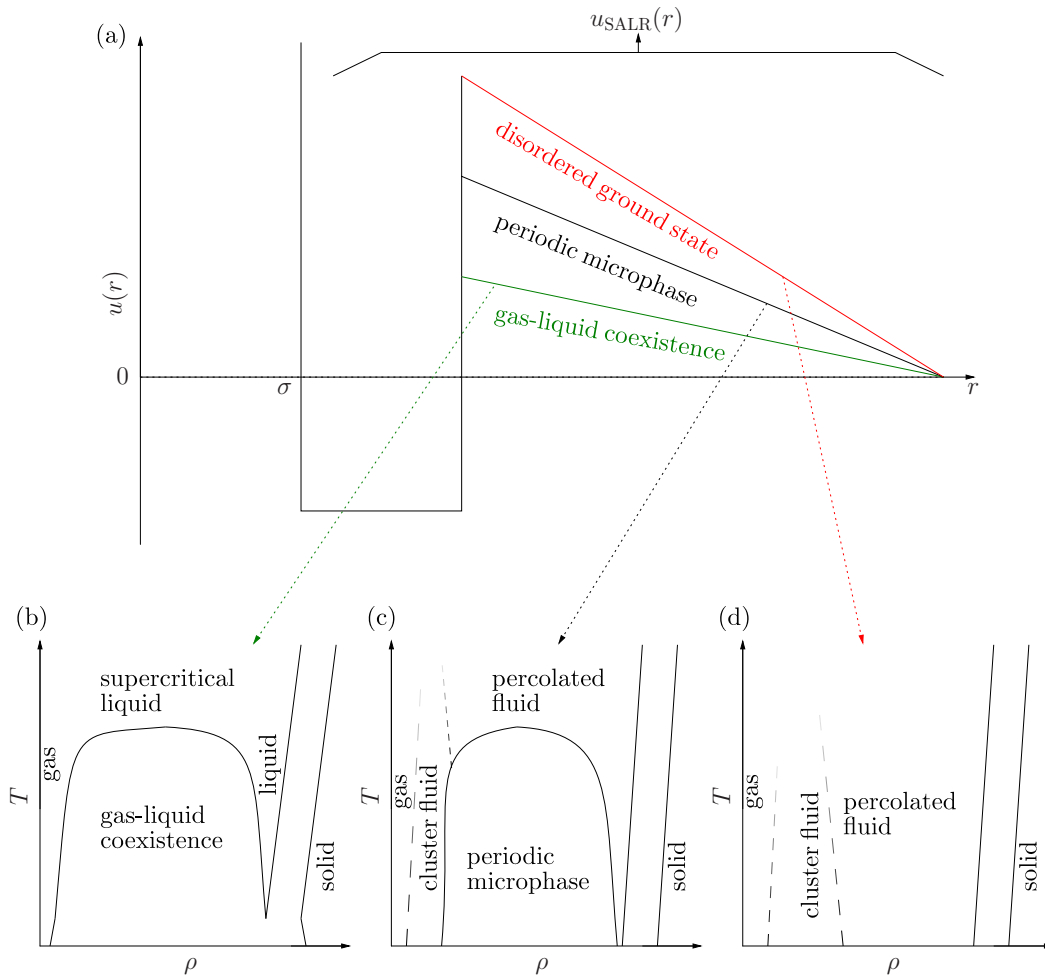 (a)
u_SALR(r)
disordered ground state
periodic microphase
gas-liquid coexistence
u(r)
0
σ
r
(b)
supercritical
liquid
gas
liquid
gas-liquid
coexistence
solid
T
ρ
(c)
percolated
fluid
gas
cluster fluid
periodic
microphase
solid
T
ρ
(d)
gas
cluster fluid
percolated
fluid
solid
T
ρ